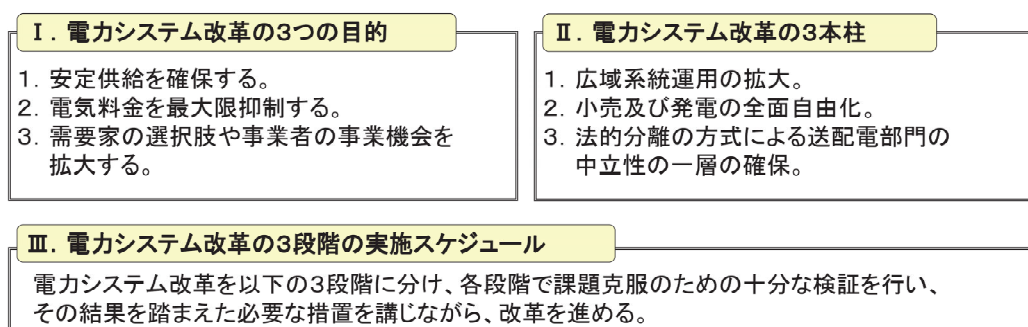 Ⅰ．電力システム改革の3つの目的
1．安定供給を確保する。
2．電気料金を最大限抑制する。
3．需要家の選択肢や事業者の事業機会を
拡大する。
Ⅱ．電力システム改革の3本柱
1．広域系統運用の拡大。
2．小売及び発電の全面自由化。
3．法的分離の方式による送配電部門の
中立性の一層の確保。
Ⅲ．電力システム改革の3段階の実施スケジュール
電力システム改革を以下の3段階に分け、各段階で課題克服のための十分な検証を行い、
その結果を踏まえた必要な措置を講じながら、改革を進める。